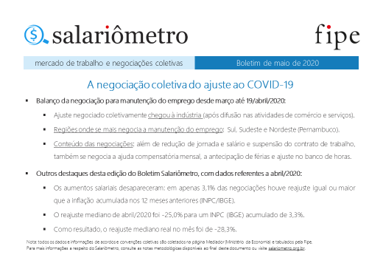 salariômetro
fipe
mercado de trabalho e negociações coletivas
Boletim de maio de 2020
A negociação coletiva do ajuste ao COVID-19
• Balanço da negociação para manutenção do emprego desde março até 19/abril/2020:
• Ajuste negociado coletivamente chegou à indústria (após difusão nas atividades de comércio e serviços).
• Regiões onde mais negocia a manutenção do emprego: Sul, Sudeste e Nordeste (Pernambuco).
• Conteúdo das negociações: além de redução de jornada e salário e suspensão do contrato de trabalho,
também se negocia a ajuda compensatória mensal, a antecipação de férias e ajuste no banco de horas.
• Outros destaques desta edição do Boletim Salariômetro, com dados referentes a abril/2020:
• Os aumentos salariais desapareceram: em apenas 3,1% das negociações houve reajuste igual ou maior
que a inflação acumulada nos 12 meses anteriores (INPC/IBGE).
• O reajuste mediano de abril/2020 foi -25,0% para um INPC (IBGE) acumulado de 3,3%.
• Como resultado, o reajuste mediano real no mês foi de -28,3%.
Nota: todos os dados e informações de acordos e convenções coletivas são coletados na página Mediador (Ministério da Economia) e tabulados pela Fipe.
Para mais informações a respeito do Salariômetro, consulte as notas metodológicas disponíveis ao final deste documento ou visite salariometro.org.br.